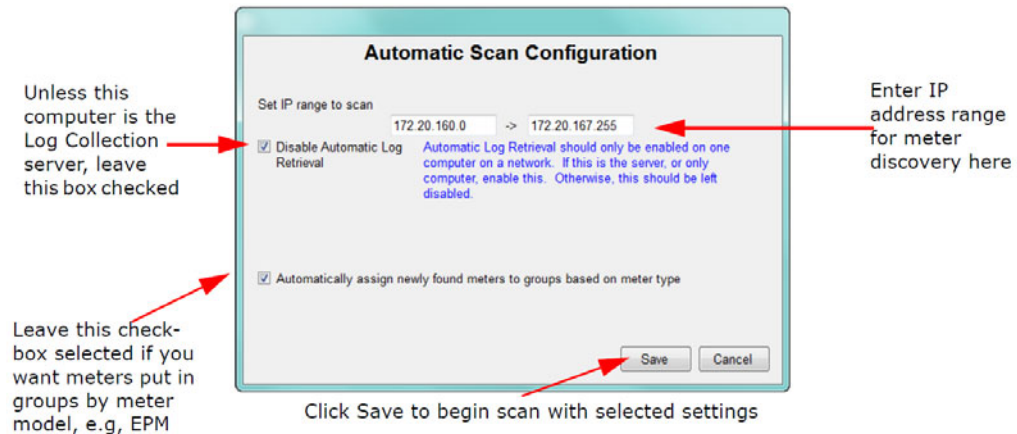 Automatic Scan Configuration
Unless this
computer is the
Log Collection
server, leave
this box checked
Set IP range to scan
172.20.160.0 -> 172.20.167.255
Disable Automatic Log
Retrieval
Automatic Log Retrieval should only be enabled on one
computer on a network. If this is the server, or only
computer, enable this. Otherwise, this should be left
disabled.
Enter IP
address range
for meter
discovery here
Automatically assign newly found meters to groups based on meter type
Leave this check-
box selected if you
want meters put in
groups by meter
model, e.g, EPM
Save Cancel
Click Save to begin scan with selected settings